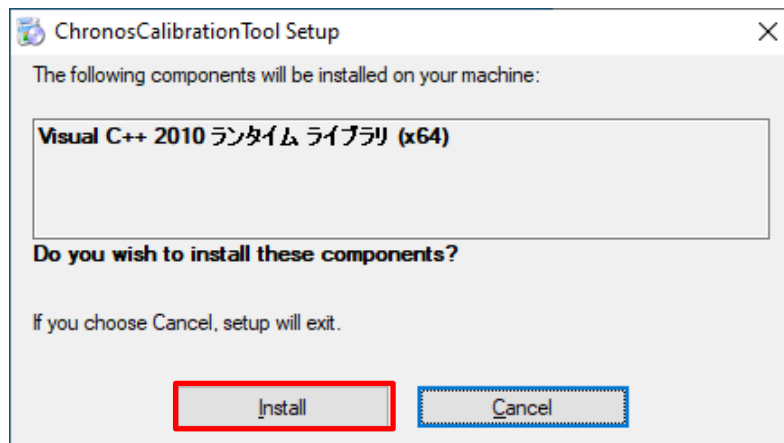 ChronosCalibrationTool Setup
The following components will be installed on your machine:
Visual C++ 2010 ランタイム ライブラリ (x64)
Do you wish to install these components?
If you choose Cancel, setup will exit.
Install
Cancel